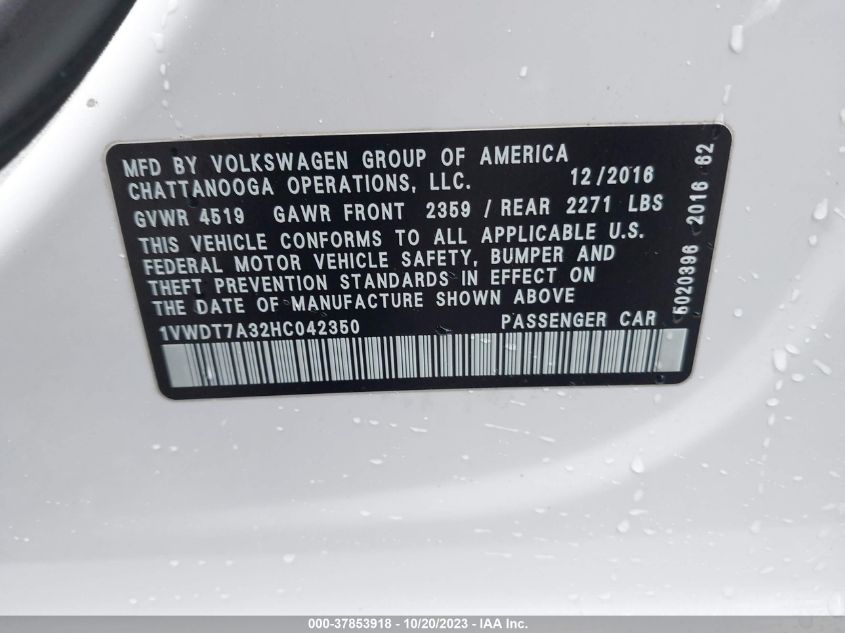 MFD BY VOLKSWAGEN GROUP OF AMERICA
CHATTANOOGA OPERATIONS, LLC. 12/2016
GVWR 4519 GAWR FRONT 2359 / REAR 2271 LBS
THIS VEHICLE CONFORMS TO ALL APPLICABLE U.S.
FEDERAL MOTOR VEHICLE SAFETY, BUMPER AND
THEFT PREVENTION STANDARDS IN EFFECT ON
THE DATE OF MANUFACTURE SHOWN ABOVE
1VWDT7A32HC042350 PASSENGER CAR
6020396 2016 62
000-37853918 - 10/20/2023 - IAA Inc.